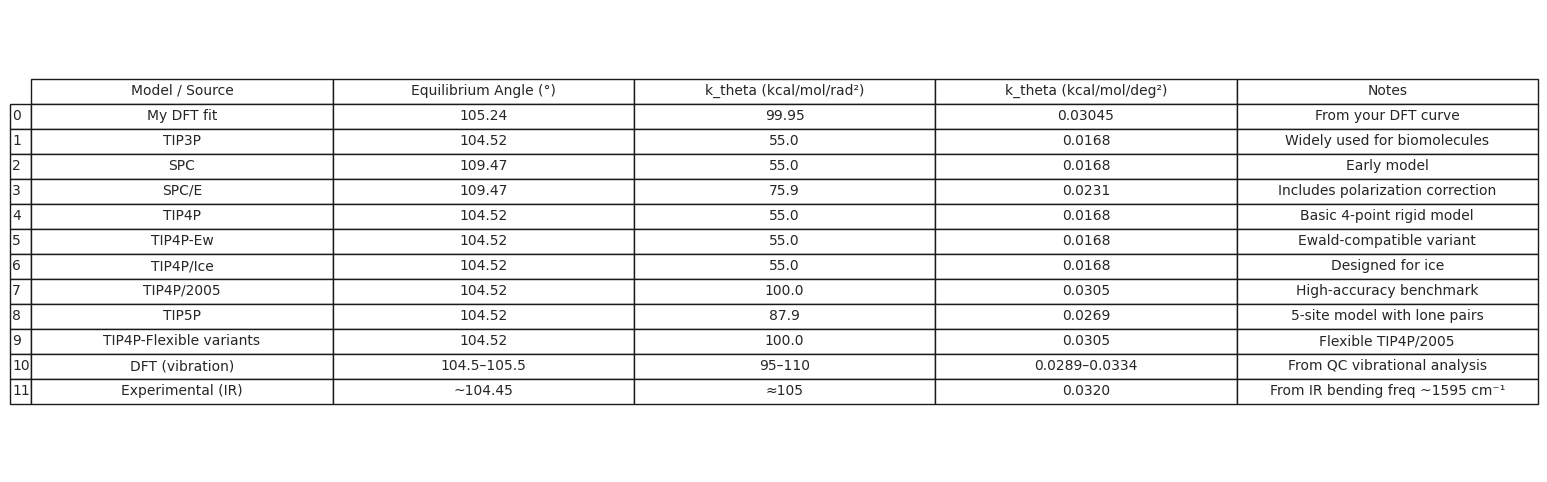 Model / Source Equilibrium Angle (°) k_theta (kcal/mol/rad²) k_theta (kcal/mol/deg²) Notes
0 My DFT fit 105.24 99.95 0.03045 From your DFT curve
1 TIP3P 104.52 55.0 0.0168 Widely used for biomolecules
2 SPC 109.47 55.0 0.0168 Early model
3 SPC/E 109.47 75.9 0.0231 Includes polarization correction
4 TIP4P 104.52 55.0 0.0168 Basic 4-point rigid model
5 TIP4P-Ew 104.52 55.0 0.0168 Ewald-compatible variant
6 TIP4P/Ice 104.52 55.0 0.0168 Designed for ice
7 TIP4P/2005 104.52 100.0 0.0305 High-accuracy benchmark
8 TIP5P 104.52 87.9 0.0269 5-site model with lone pairs
9 TIP4P-Flexible variants 104.52 100.0 0.0305 Flexible TIP4P/2005
10 DFT (vibration) 104.5–105.5 95–110 0.0289–0.0334 From QC vibrational analysis
11 Experimental (IR) ~104.45 ≈105 0.0320 From IR bending freq ~1595 cm⁻¹